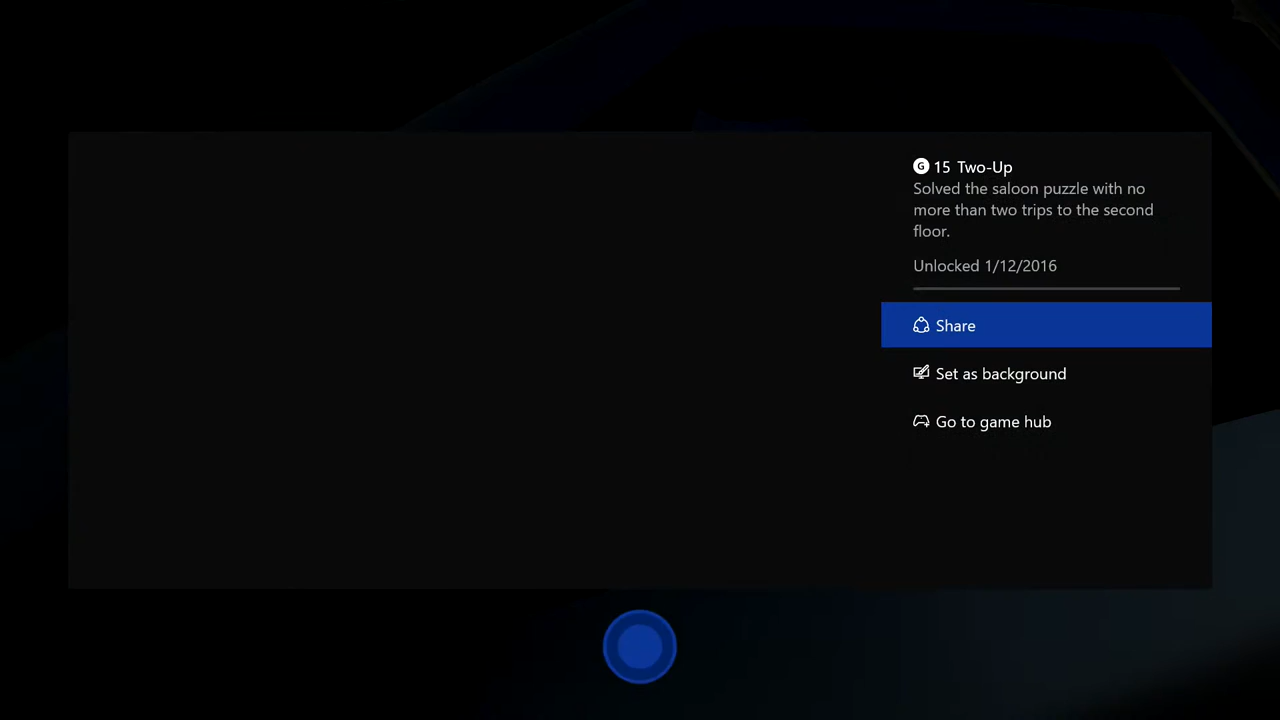 G 15 Two-Up
Solved the saloon puzzle with no
more than two trips to the second
floor.
Unlocked 1/12/2016
Share
Set as background
Go to game hub